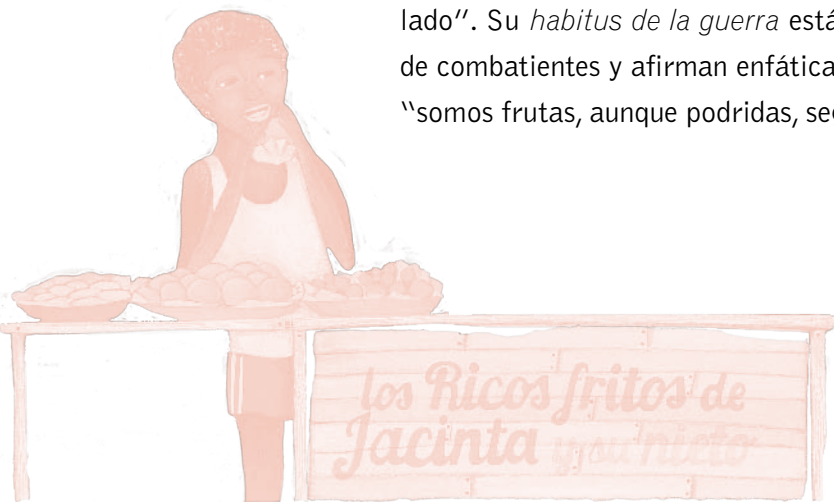 lado”. Su habitus de la guerra está
de combatientes y afirman enfática
“somos frutas, aunque podridas, se
los Ricos fritos de
Jacinta y su nieto